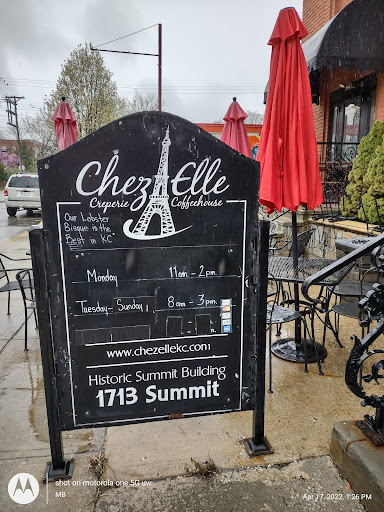 Chez Elle
Creperie Coffeehouse
Our Lobster
Bisque is the
Best in KC
Monday 11am - 2pm
Tuesday - Sunday 8am - 3pm
www.chezellekc.com
Historic Summit Building
1713 Summit
shot on motorola one 5G uw
MB
Apr 17, 2022, 1:38 pm